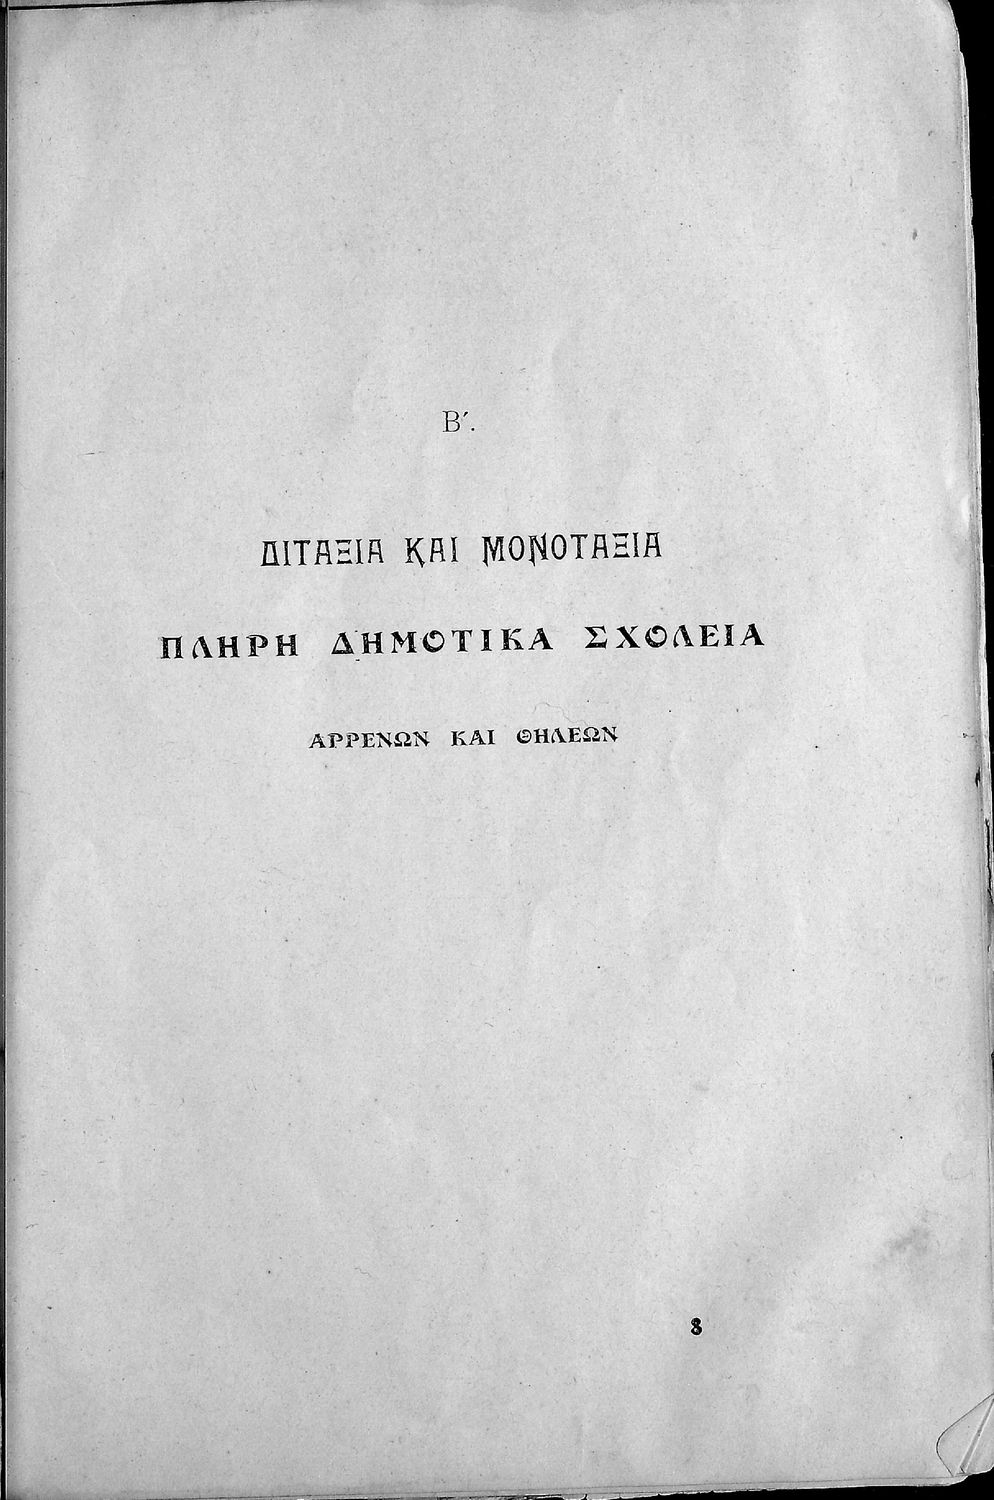 Β΄.
ΔΙΤΑΞΙΑ ΚΑΙ ΜΟΝΟΤΑΞΙΑ
ΠΛΗΡΗ ΔΗΜΟΤΙΚΑ ΣΧΟΛΕΙΑ
ΑΡΡΕΝΩΝ ΚΑΙ ΘΗΛΕΩΝ
8